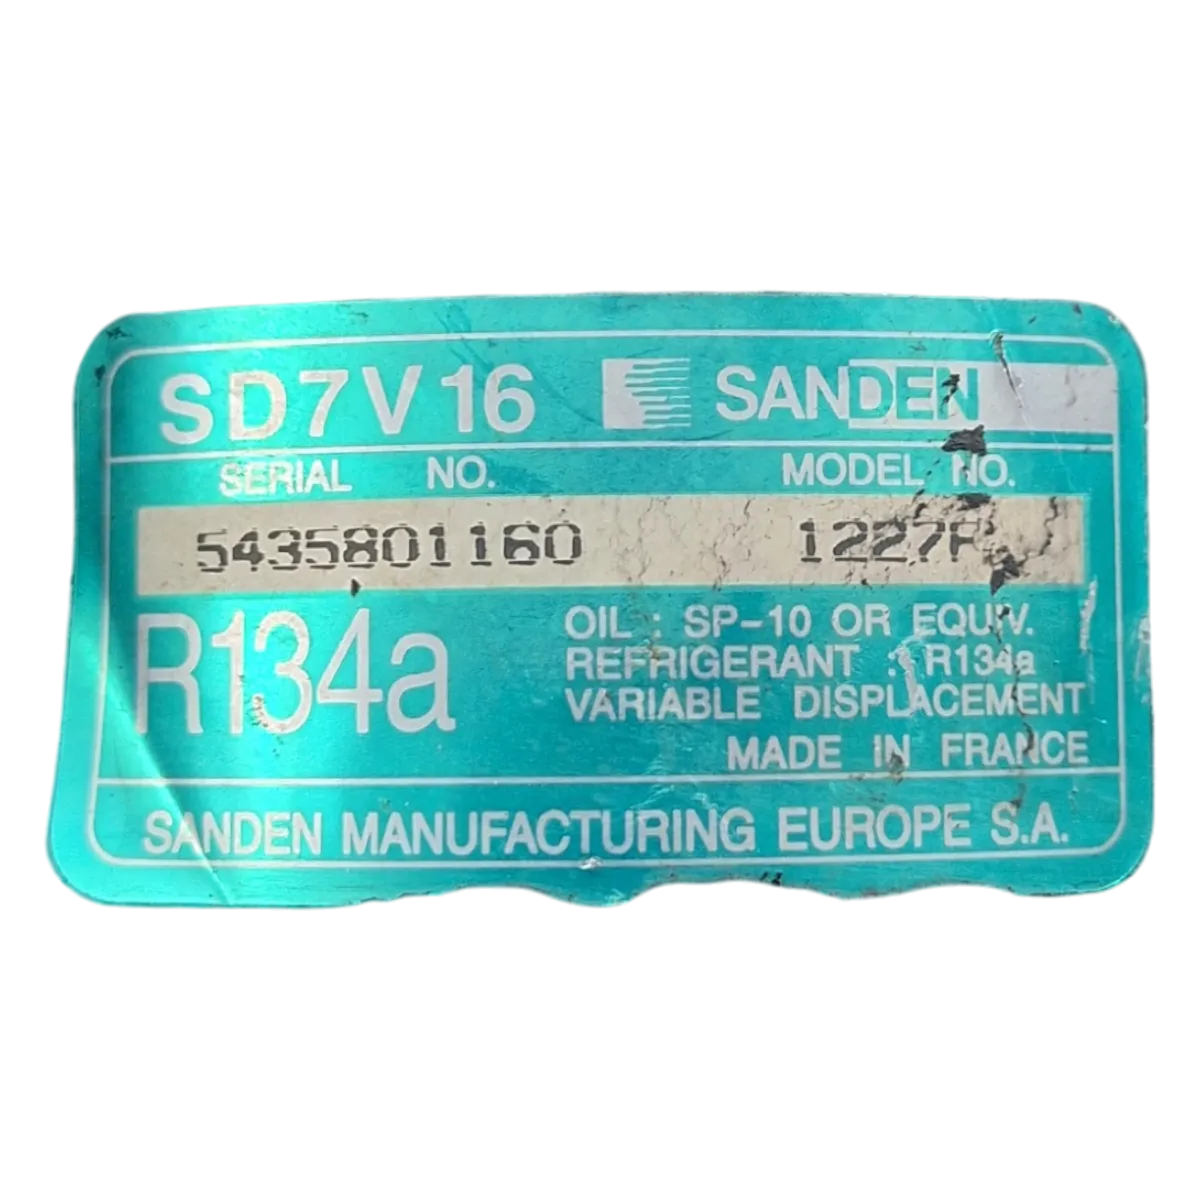 SD7V16 SANDEN
SERIAL NO. MODEL NO.
5435801160 1227F
R134a
OIL : SP-10 OR EQUIV.
REFRIGERANT : R134a
VARIABLE DISPLACEMENT
MADE IN FRANCE
SANDEN MANUFACTURING EUROPE S.A.